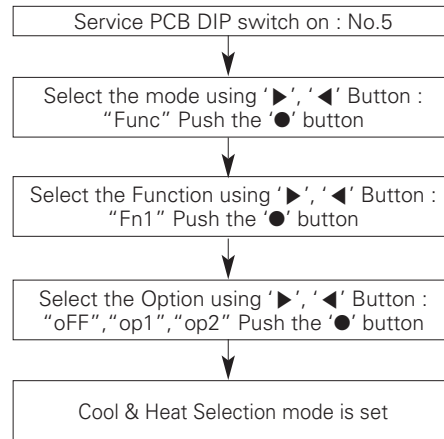 Service PCB DIP switch on : No.5
Select the mode using ‘▶’, ‘◀’ Button :
“Func” Push the ‘●’ button
Select the Function using ‘▶’, ‘◀’ Button :
“Fn1” Push the ‘●’ button
Select the Option using ‘▶’, ‘◀’ Button :
“oFF”,“op1”,“op2” Push the ‘●’ button
Cool & Heat Selection mode is set